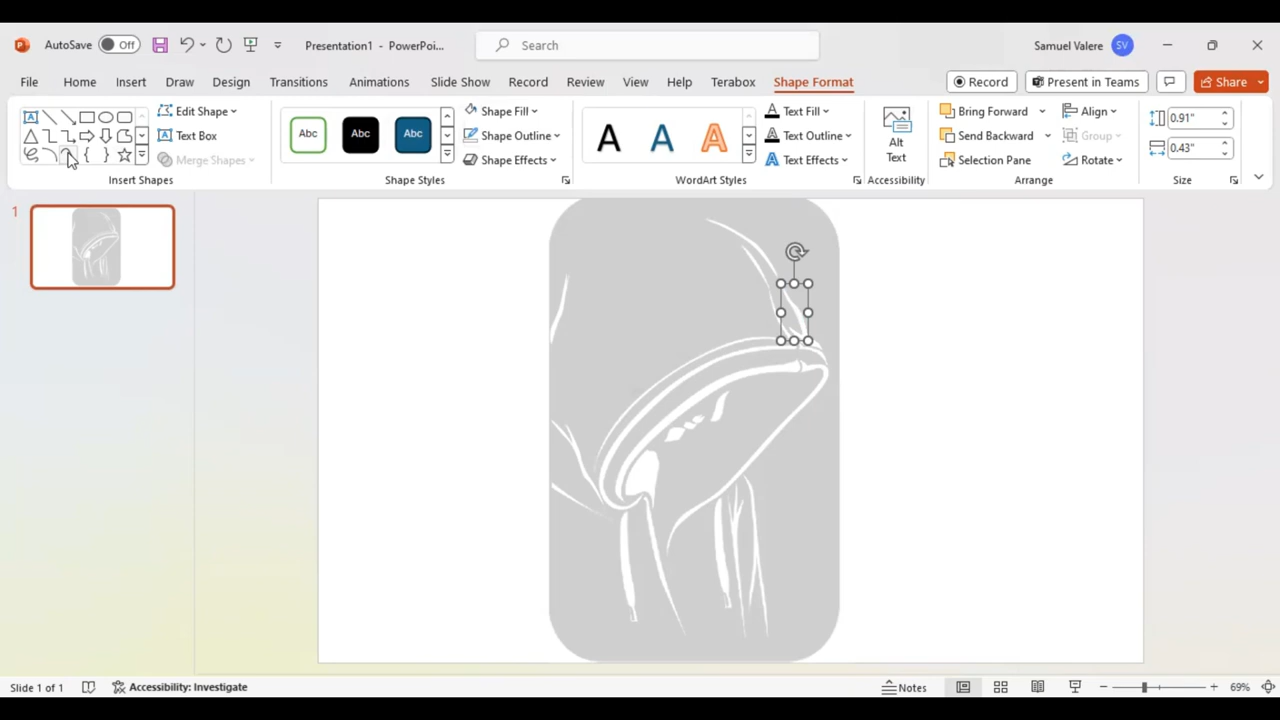 AutoSave Off Presentation1 - PowerPoi... Search Samuel Valere SV
File Home Insert Draw Design Transitions Animations Slide Show Record Review View Help Terabox Shape Format Record Present in Teams Share
Edit Shape Text Box Merge Shapes
Insert Shapes
Abc Abc Abc
Shape Fill Shape Outline Shape Effects
Shape Styles
A A A
Text Fill Text Outline Text Effects
WordArt Styles
Alt Text
Accessibility
Bring Forward Send Backward Selection Pane Align Group Rotate
Arrange
0.91"
0.43"
Size
1
Slide 1 of 1 Accessibility: Investigate Notes 69%